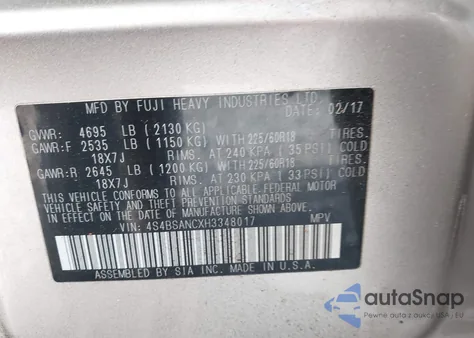 MFD BY FUJI HEAVY INDUSTRIES LTD.
DATE: 02/17
GVWR: 4695 LB (2130 KG)
GAWR:F 2535 LB (1150 KG) WITH 225/60R18 TIRES.
18X7J RIMS. AT 240 KPA (35 PSI) COLD
GAWR:R 2645 LB (1200 KG) WITH 225/60R18 TIRES.
18X7J RIMS. AT 230 KPA (33 PSI) COLD
THIS VEHICLE CONFORMS TO ALL APPLICABLE FEDERAL MOTOR
VEHICLE SAFETY AND THEFT PREVENTION STANDARDS IN
EFFECT ON THE DATE OF MANUFACTURE SHOWN ABOVE.
VIN: 4S4BSANCXH3348017 MPV
ASSEMBLED BY SIA INC. MADE IN U.S.A.
autoSnap
Pewne auto z USA i EU